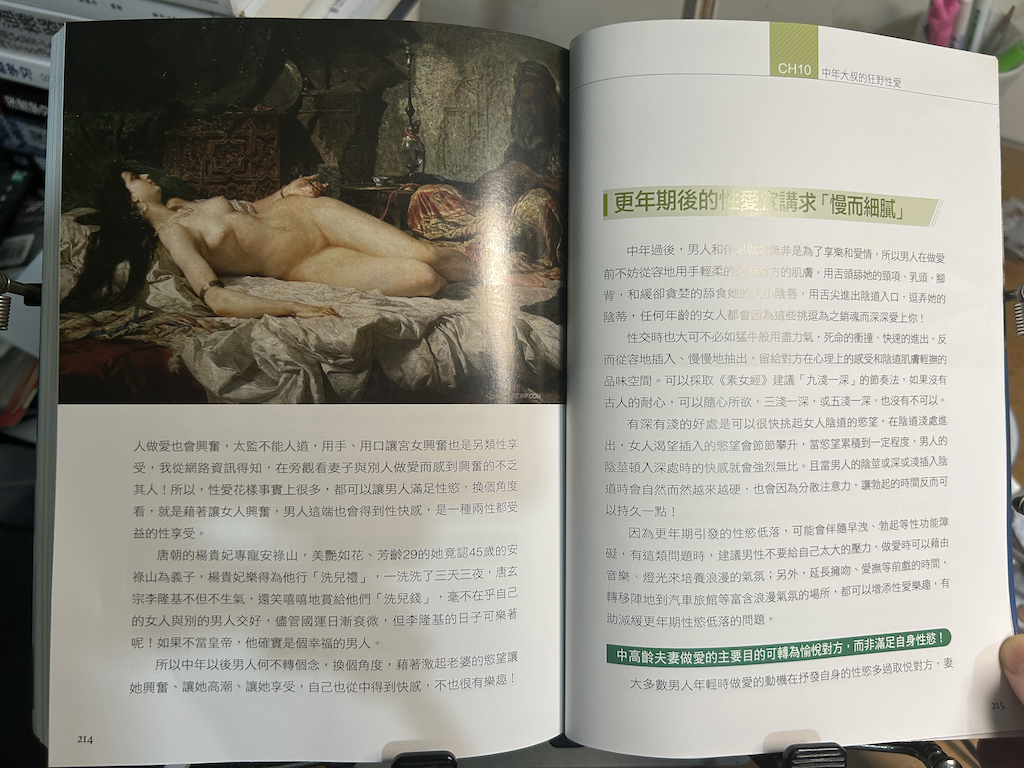 人做愛也會興奮，太監不能人道，用手、用口讓宮女興奮也是另類性享
受，我從網路資訊得知，在旁觀看妻子與別人做愛而感到興奮的不乏
其人！所以，性愛花樣事實上很多，都可以讓男人滿足性慾，換個角度
看，就是藉著讓女人興奮，男人這端也會得到性快感，是一種兩性都受
益的性享受。
唐朝的楊貴妃專寵安祿山，美艷如花、芳齡29的她竟認45歲的安
祿山為義子，楊貴妃樂得為他行「洗兒禮」，一洗洗了三天三夜，唐玄
宗李隆基不但不生氣，還笑嘻嘻地賞給他們「洗兒錢」，毫不在乎自己
的女人與別的男人交好，儘管國運日漸衰微，但李隆基的日子可樂著
呢！如果不當皇帝，他確實是個幸福的男人。
所以中年以後男人何不轉個念，換個角度，藉著激起老婆的慾望讓
她興奮、讓她高潮、讓她享受，自己也從中得到快感，不也很有樂趣！
214
CH10 中年大叔的狂野性愛
更年期後的性愛宜講求「慢而細膩」
中年過後，男人和伴無非是為了享樂和愛情，所以男人在做愛
前不妨從容地用手輕柔的方的肌膚，用舌頭舔她的頸項、乳頭、腳
背，和緩卻貪婪的舔食她的大小陰唇，用舌尖進出陰道入口，逗弄她的
陰蒂，任何年齡的女人都會因為這些挑逗為之銷魂而深深愛上你！
性交時也大可不必如猛牛般用盡力氣，死命的衝撞、快速的進出，反
而從容地插入、慢慢地抽出，留給對方在心理上的感受和陰道肌膚輕撫的
品味空間。可以採取《素女經》建議「九淺一深」的節奏法，如果沒有
古人的耐心，可以隨心所欲，三淺一深，或五淺一深，也沒有不可以。
有深有淺的好處是可以很快挑起女人陰道的慾望，在陰道淺處進
出，女人渴望插入的慾望會節節攀升，當慾望累積到一定程度，男人的
陰莖頓入深處時的快感就會強烈無比。且當男人的陰莖或深或淺插入陰
道時會自然而然越來越硬，也會因為分散注意力，讓勃起的時間反而可
以持久一點！
因為更年期引發的性慾低落，可能會伴隨早洩、勃起等性功能障
礙，有這類問題時，建議男性不要給自己太大的壓力，做愛時可以藉由
音樂、燈光來培養浪漫的氣氛；另外，延長擁吻、愛撫等前戲的時間，
轉移陣地到汽車旅館等富含浪漫氣氛的場所，都可以增添性愛樂趣，有
助減緩更年期性慾低落的問題。
中高齡夫妻做愛的主要目的可轉為愉悅對方，而非滿足自身性慾！
大多數男人年輕時做愛的動機在抒發自身的性慾多過取悅對方，妻
215